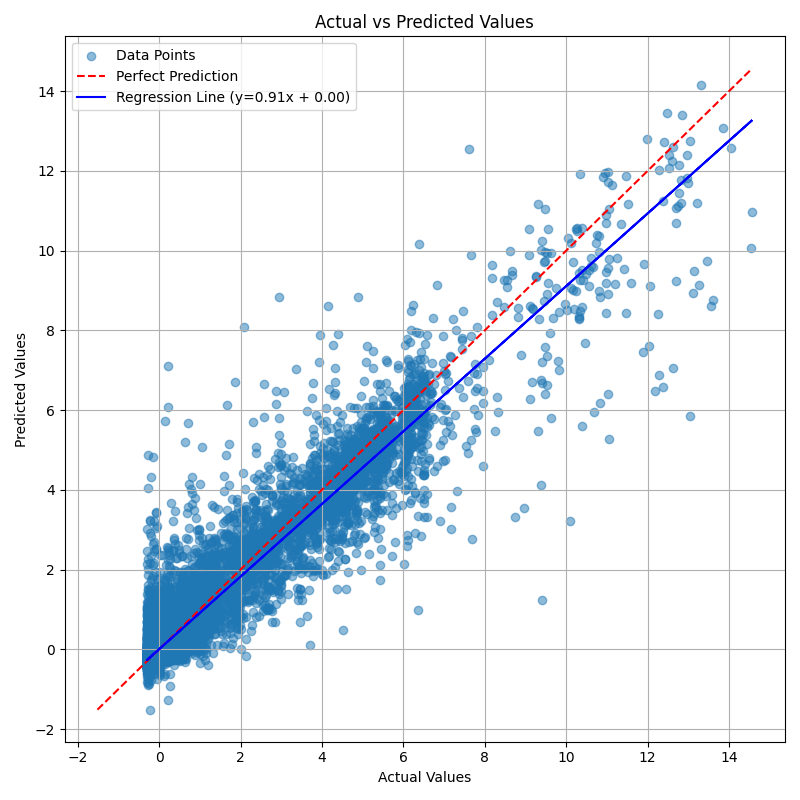 Actual vs Predicted Values
Data Points
Perfect Prediction
Regression Line (y=0.91x + 0.00)
14
12
10
8
6
4
2
0
−2
Predicted Values
−2 0 2 4 6 8 10 12 14
Actual Values